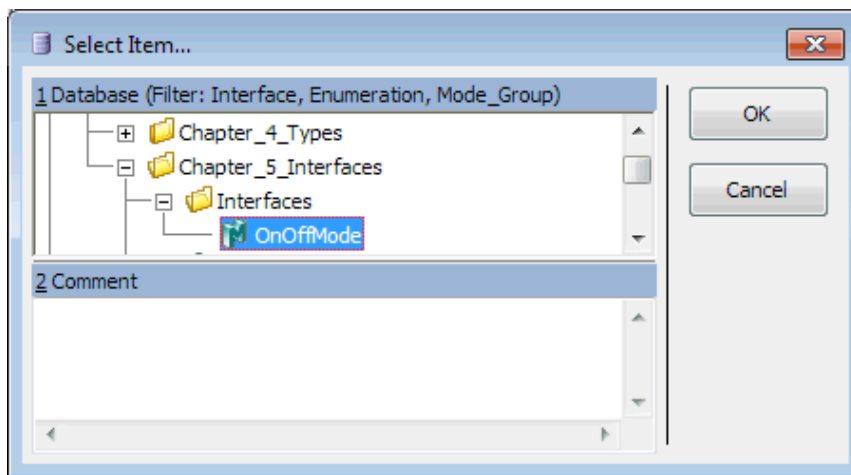 Select Item...
1 Database (Filter: Interface, Enumeration, Mode_Group)
OK
Chapter_4_Types
Chapter_5_Interfaces
Cancel
Interfaces
OnOffMode
2 Comment